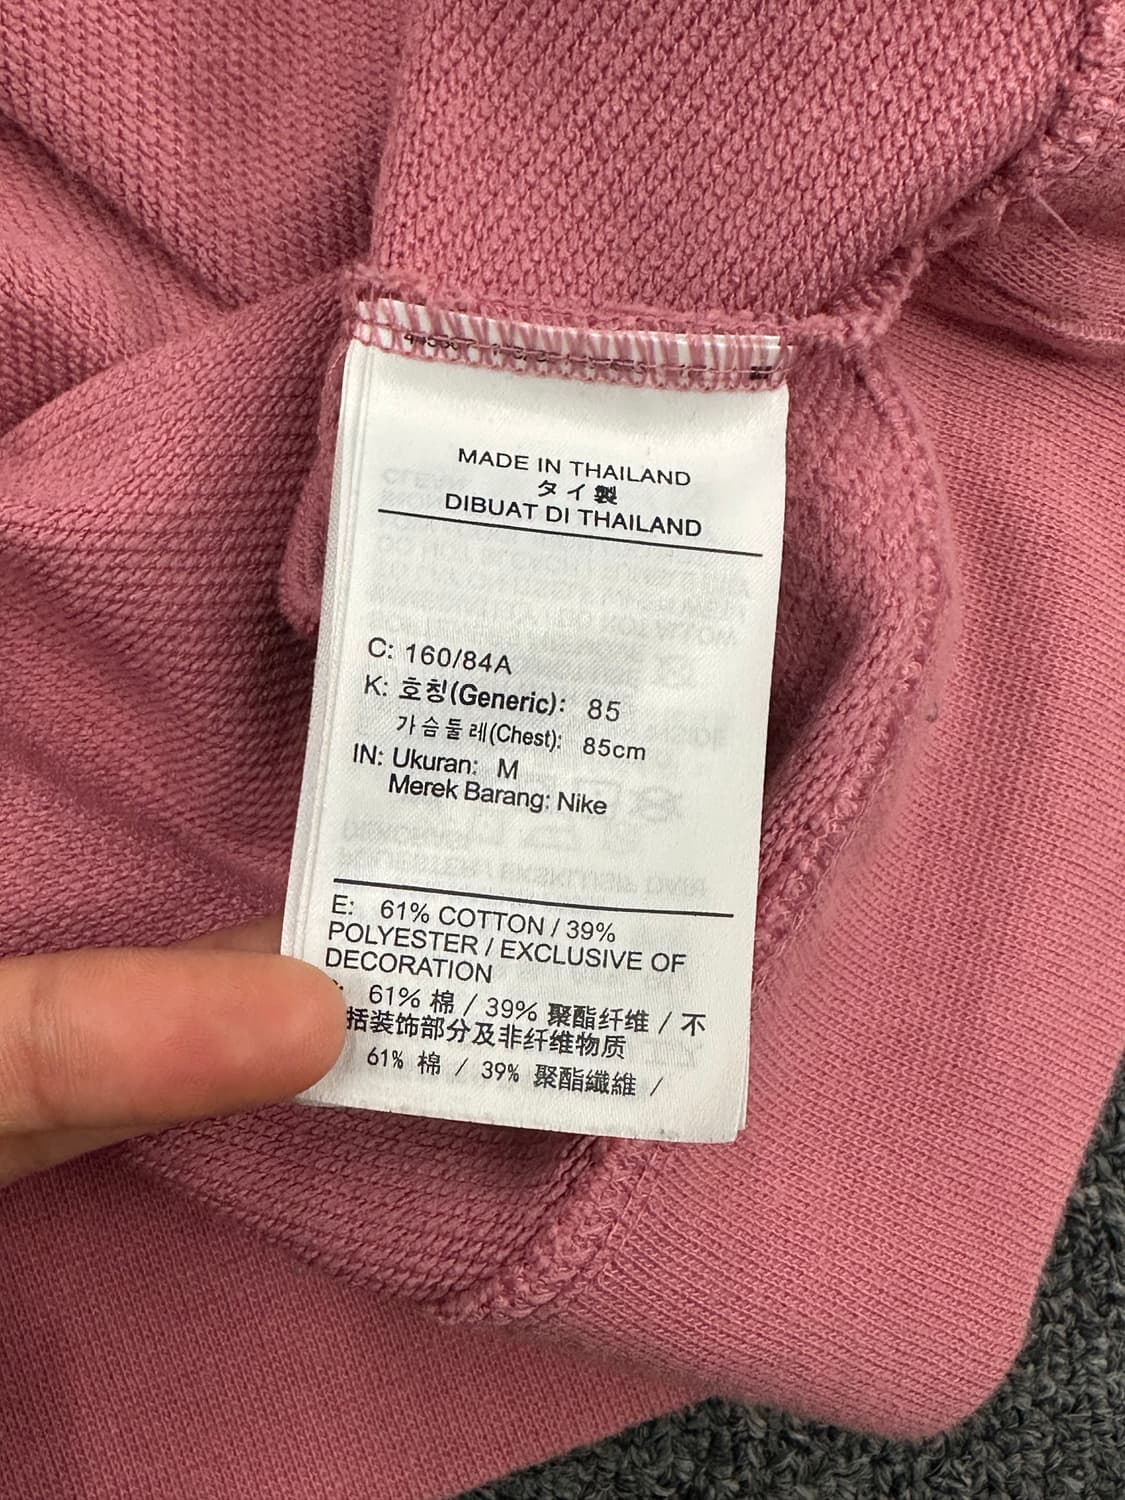 MADE IN THAILAND
タイ製
DIBUAT DI THAILAND
C: 160/84A
K: 호칭(Generic): 85
가슴둘레(Chest): 85cm
IN: Ukuran: M
Merek Barang: Nike
E: 61% COTTON / 39%
POLYESTER / EXCLUSIVE OF
DECORATION
61% 棉 / 39% 聚酯纤维 / 不
括装饰部分及非纤维物质
61% 棉 / 39% 聚酯纖維 /